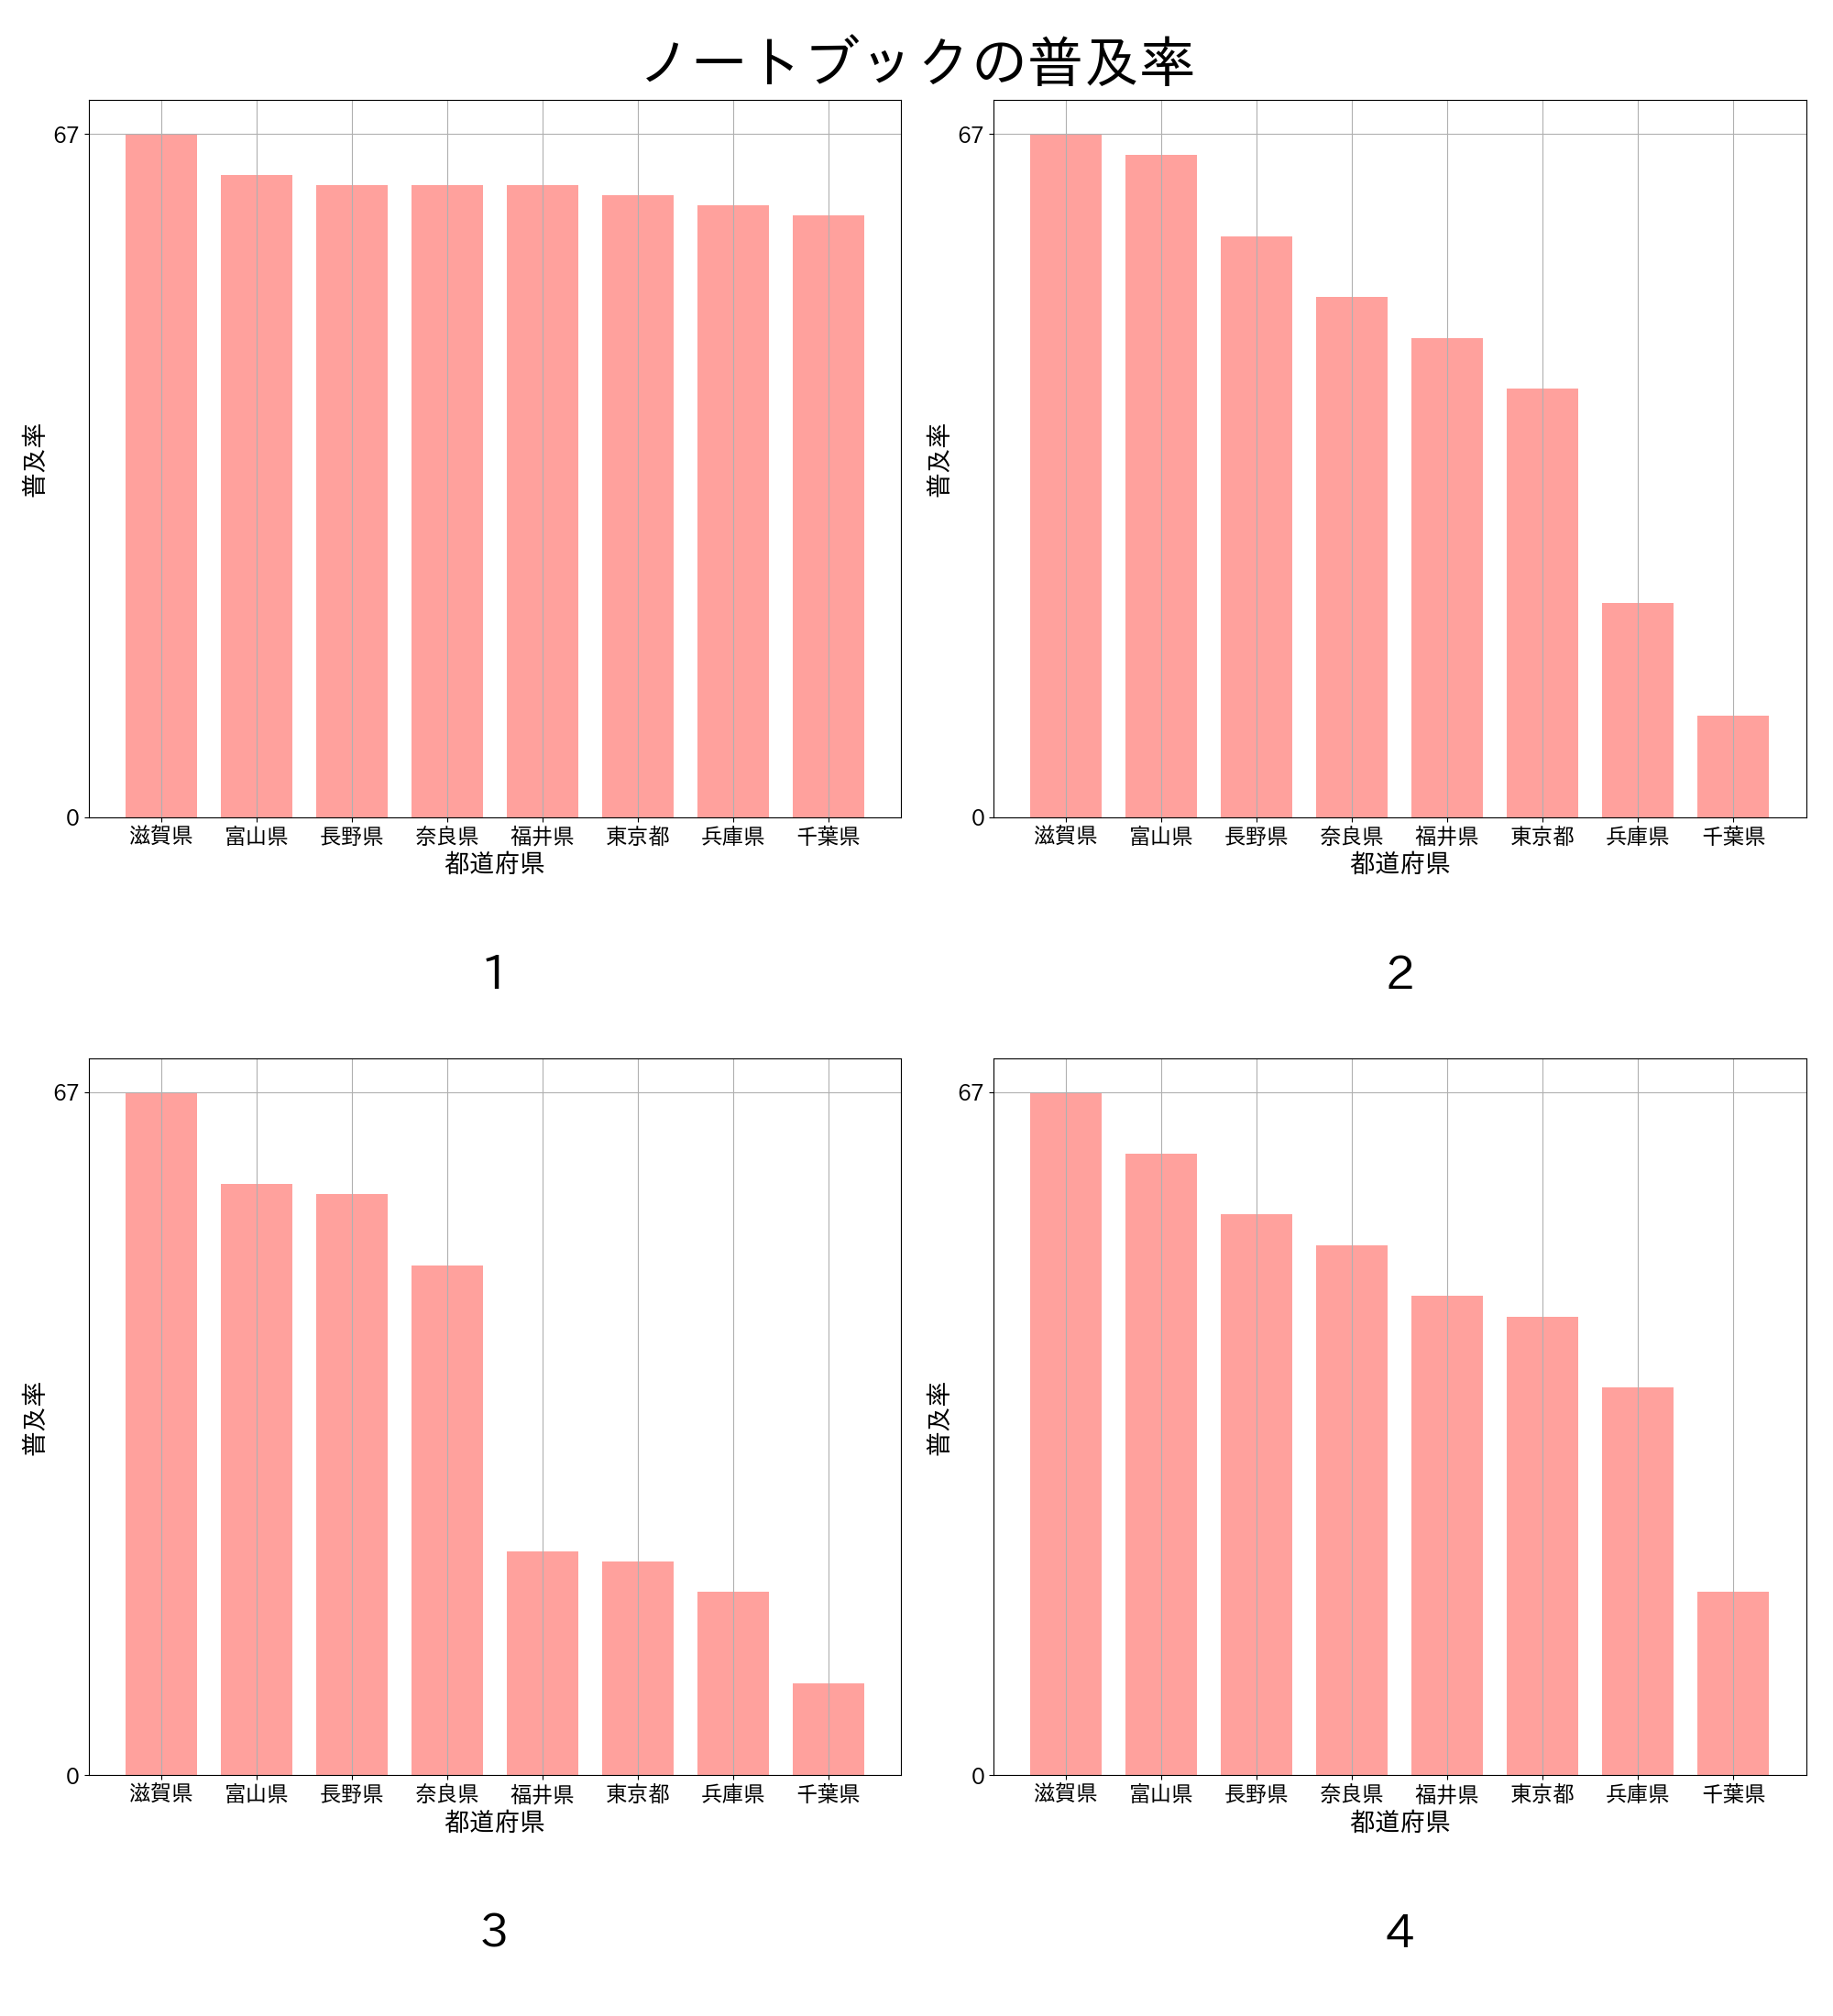 ノートブックの普及率
67
0
普及率
滋賀県 富山県 長野県 奈良県 福井県 東京都 兵庫県 千葉県
都道府県
1
67
0
普及率
滋賀県 富山県 長野県 奈良県 福井県 東京都 兵庫県 千葉県
都道府県
2
67
0
普及率
滋賀県 富山県 長野県 奈良県 福井県 東京都 兵庫県 千葉県
都道府県
3
67
0
普及率
滋賀県 富山県 長野県 奈良県 福井県 東京都 兵庫県 千葉県
都道府県
4